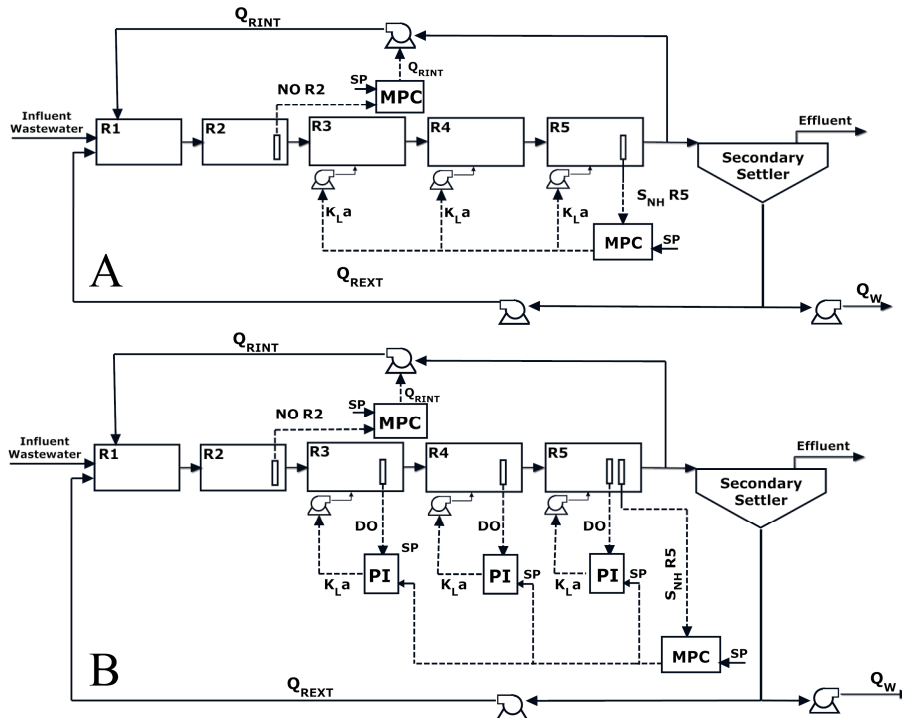 Q_RINT
Q_RINT
SP
MPC
NO R2
Influent
Wastewater
R1
R2
R3
R4
R5
Effluent
Secondary
Settler
K_La
K_La
K_La
S_NH R5
MPC
SP
A
Q_REXT
Q_W
Q_RINT
Q_RINT
SP
MPC
NO R2
Influent
Wastewater
R1
R2
R3
R4
R5
Effluent
Secondary
Settler
DO
DO
DO
SP
SP
SP
PI
PI
PI
K_La
K_La
K_La
S_NH R5
MPC
SP
B
Q_REXT
Q_W